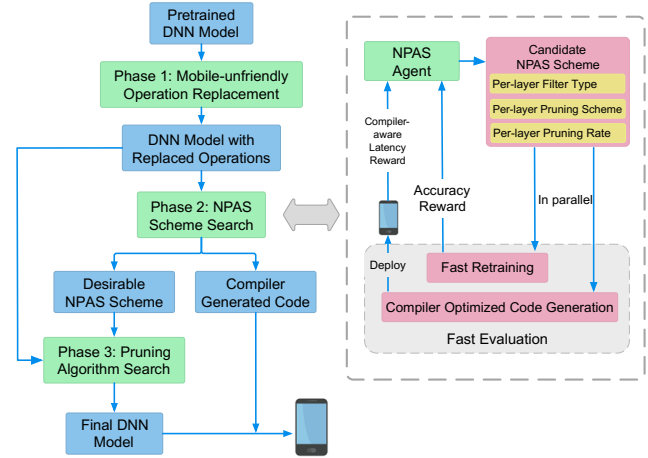 Pretrained
DNN Model
Phase 1: Mobile-unfriendly
Operation Replacement
DNN Model with
Replaced Operations
Phase 2: NPAS
Scheme Search
Desirable
NPAS Scheme
Compiler
Generated Code
Phase 3: Pruning
Algorithm Search
Final DNN
Model
NPAS
Agent
Candidate
NPAS Scheme
Per-layer Filter Type
Per-layer Pruning Scheme
Per-layer Pruning Rate
Compiler-
aware
Latency
Reward
Accuracy
Reward
In parallel
Deploy
Fast Retraining
Compiler Optimized Code Generation
Fast Evaluation